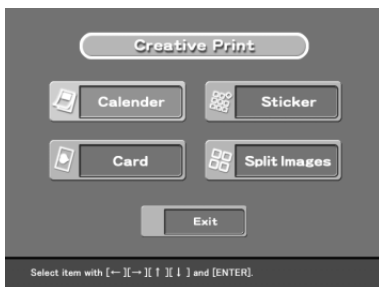 Creative Print
Calender
Sticker
Card
Split Images
Exit
Select item with [←][→][↑][↓] and [ENTER].